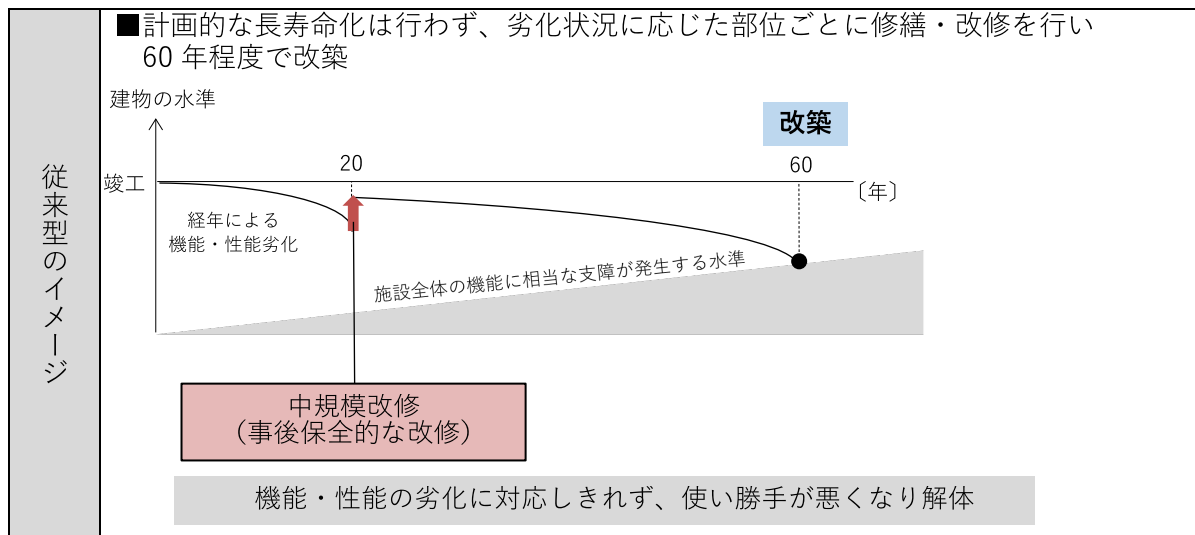 従来型のイメージ
■計画的な長寿命化は行わず、劣化状況に応じた部位ごとに修繕・改修を行い
60 年程度で改築
建物の水準
改築
20
60
竣工
〔年〕
経年による
機能・性能劣化
施設全体の機能に相当な支障が発生する水準
中規模改修
（事後保全的な改修）
機能・性能の劣化に対応しきれず、使い勝手が悪くなり解体